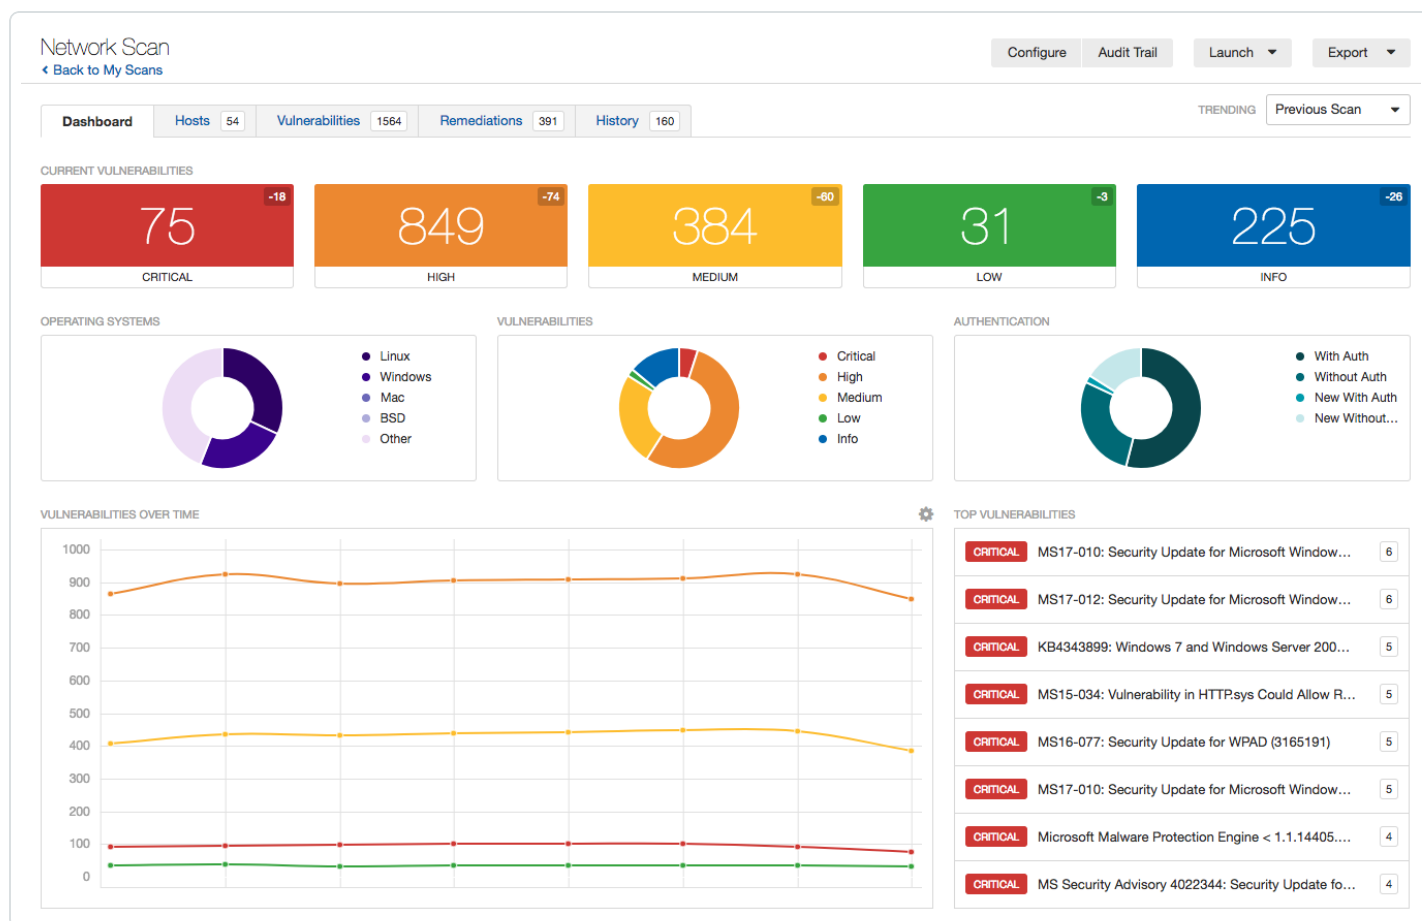 Network Scan
Back to My Scans
Configure
Audit Trail
Launch
Export
Dashboard
Hosts 54
Vulnerabilities 1564
Remediations 391
History 160
TRENDING
Previous Scan
CURRENT VULNERABILITIES
-18
75
CRITICAL
-74
849
HIGH
-60
384
MEDIUM
-3
31
LOW
-26
225
INFO
OPERATING SYSTEMS
Linux
Windows
Mac
BSD
Other
VULNERABILITIES
Critical
High
Medium
Low
Info
AUTHENTICATION
With Auth
Without Auth
New With Auth
New Without...
VULNERABILITIES OVER TIME
1000
900
800
700
600
500
400
300
200
100
0
TOP VULNERABILITIES
CRITICAL MS17-010: Security Update for Microsoft Window... 6
CRITICAL MS17-012: Security Update for Microsoft Window... 6
CRITICAL KB4343899: Windows 7 and Windows Server 200... 5
CRITICAL MS15-034: Vulnerability in HTTP.sys Could Allow R... 5
CRITICAL MS16-077: Security Update for WPAD (3165191) 5
CRITICAL MS17-010: Security Update for Microsoft Window... 5
CRITICAL Microsoft Malware Protection Engine < 1.1.14405.... 4
CRITICAL MS Security Advisory 4022344: Security Update fo... 4